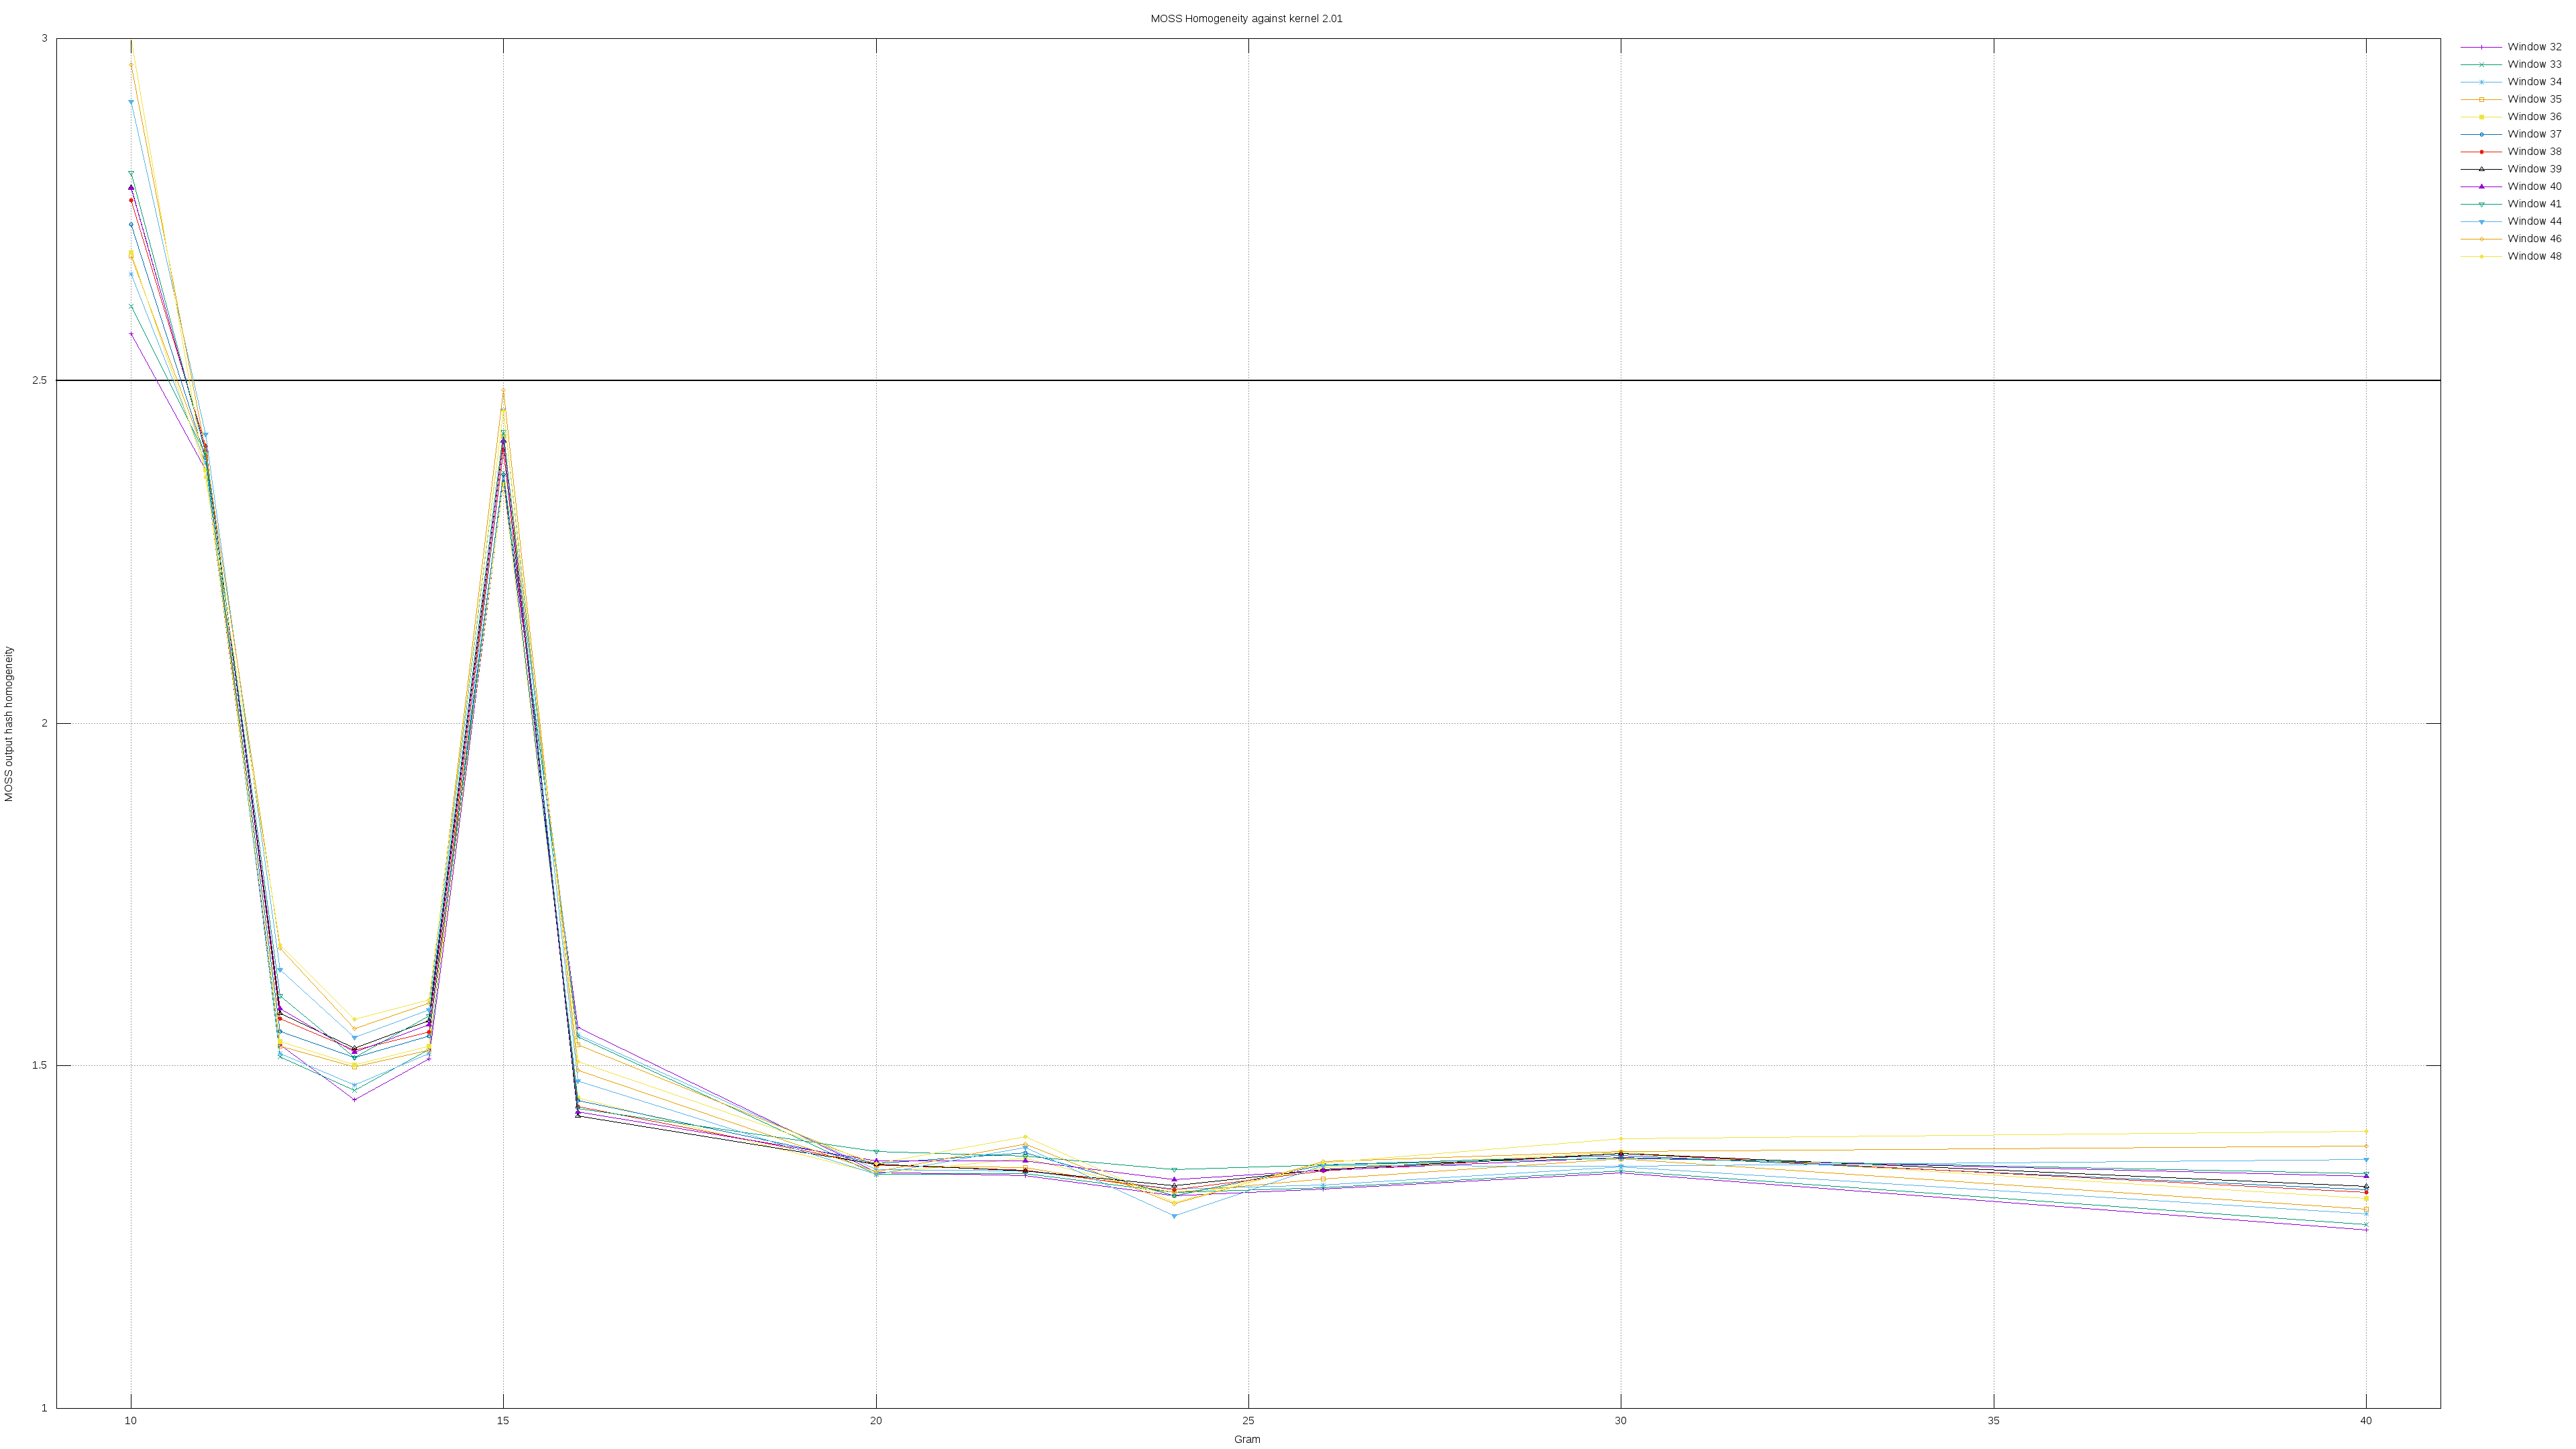 MOSS Homogeneity against kernel 2.01
3
2.5
2
1.5
1
MOSS output hash homogeneity
10 15 20 25 30 35 40
Gram
Window 32
Window 33
Window 34
Window 35
Window 36
Window 37
Window 38
Window 39
Window 40
Window 41
Window 44
Window 46
Window 48